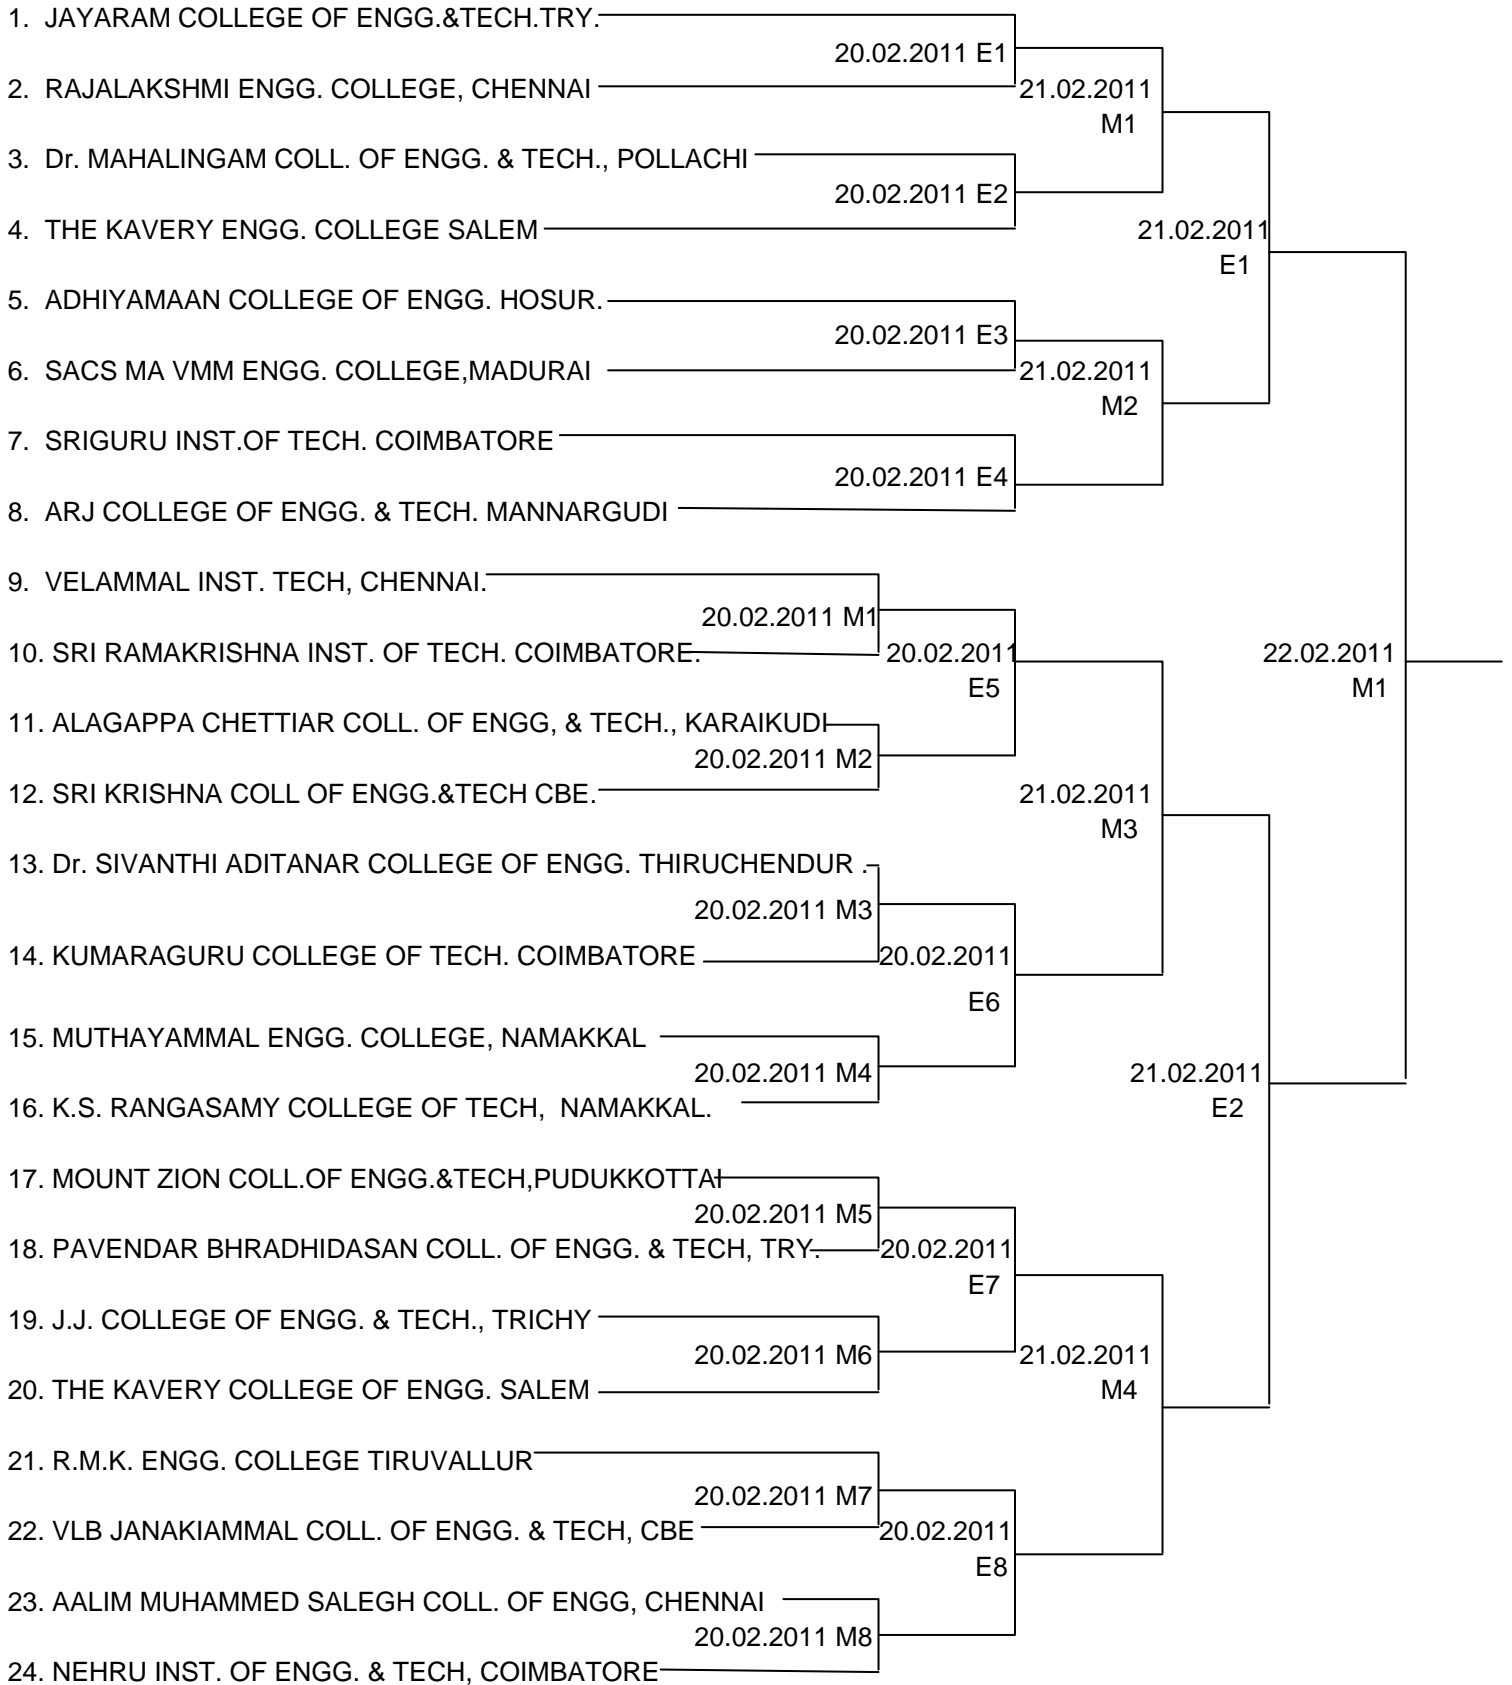 1. JAYARAM COLLEGE OF ENGG.&TECH.TRY.
20.02.2011 E1
2. RAJALAKSHMI ENGG. COLLEGE, CHENNAI
21.02.2011
M1
3. Dr. MAHALINGAM COLL. OF ENGG. & TECH., POLLACHI
20.02.2011 E2
4. THE KAVERY ENGG. COLLEGE SALEM
21.02.2011
E1
5. ADHIYAMAAN COLLEGE OF ENGG. HOSUR.
20.02.2011 E3
6. SACS MA VMM ENGG. COLLEGE,MADURAI
21.02.2011
M2
7. SRIGURU INST.OF TECH. COIMBATORE
20.02.2011 E4
8. ARJ COLLEGE OF ENGG. & TECH. MANNARGUDI
9. VELAMMAL INST. TECH, CHENNAI.
20.02.2011 M1
10. SRI RAMAKRISHNA INST. OF TECH. COIMBATORE.
20.02.2011
E5
22.02.2011
M1
11. ALAGAPPA CHETTIAR COLL. OF ENGG, & TECH., KARAIKUDI
20.02.2011 M2
12. SRI KRISHNA COLL OF ENGG.&TECH CBE.
21.02.2011
M3
13. Dr. SIVANTHI ADITANAR COLLEGE OF ENGG. THIRUCHENDUR .
20.02.2011 M3
14. KUMARAGURU COLLEGE OF TECH. COIMBATORE
20.02.2011
E6
15. MUTHAYAMMAL ENGG. COLLEGE, NAMAKKAL
20.02.2011 M4
21.02.2011
E2
16. K.S. RANGASAMY COLLEGE OF TECH, NAMAKKAL.
17. MOUNT ZION COLL.OF ENGG.&TECH,PUDUKKOTTAI
20.02.2011 M5
18. PAVENDAR BHRADHIDASAN COLL. OF ENGG. & TECH, TRY.
20.02.2011
E7
19. J.J. COLLEGE OF ENGG. & TECH., TRICHY
20.02.2011 M6
21.02.2011
M4
20. THE KAVERY COLLEGE OF ENGG. SALEM
21. R.M.K. ENGG. COLLEGE TIRUVALLUR
20.02.2011 M7
22. VLB JANAKIAMMAL COLL. OF ENGG. & TECH, CBE
20.02.2011
E8
23. AALIM MUHAMMED SALEGH COLL. OF ENGG, CHENNAI
20.02.2011 M8
24. NEHRU INST. OF ENGG. & TECH, COIMBATORE